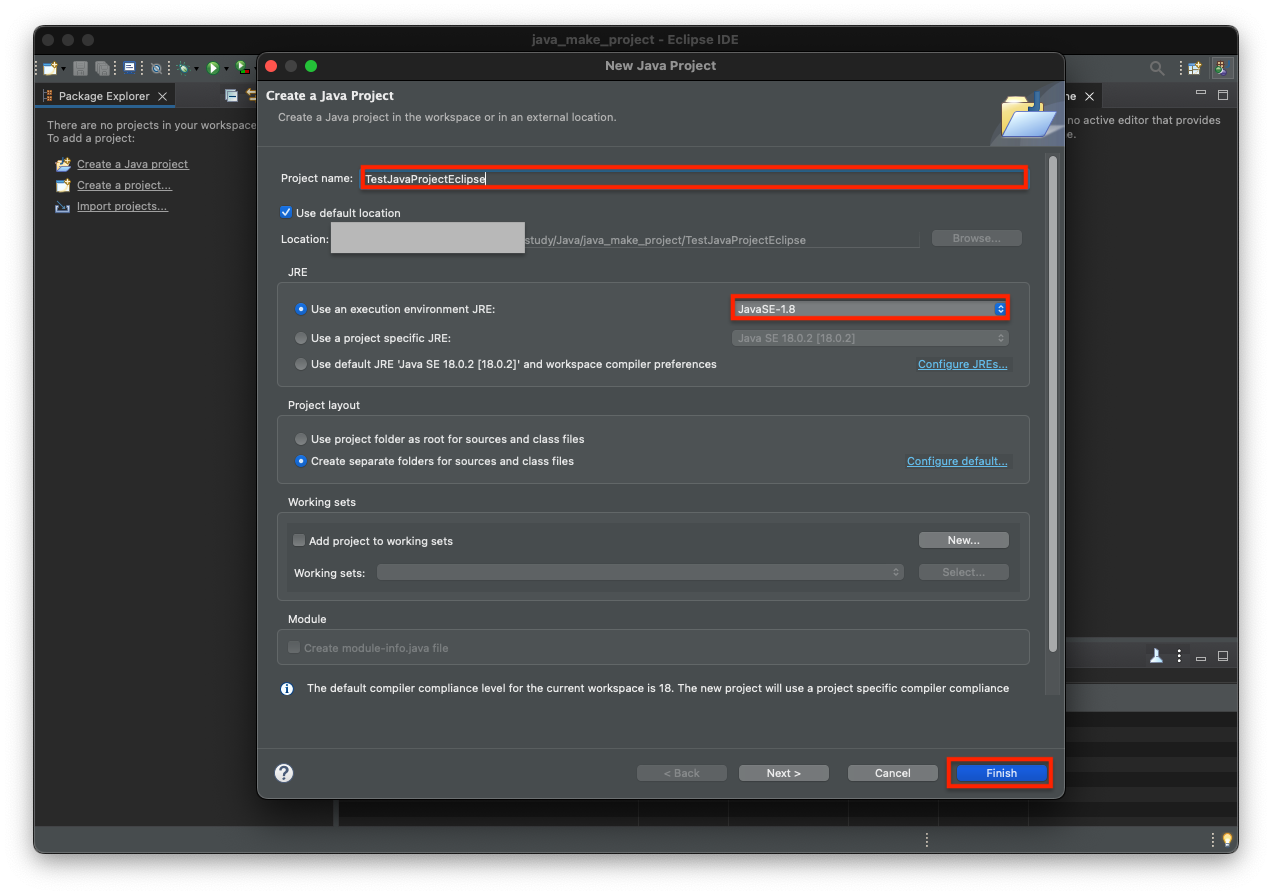 java_make_project - Eclipse IDE
New Java Project
Package Explorer
There are no projects in your workspace
To add a project:
Create a Java project
Create a project...
Import projects...
Create a Java Project
Create a Java project in the workspace or in an external location.
no active editor that provides
Project name: TestJavaProjectEclipse
Use default location
Location: study/Java/java_make_project/TestJavaProjectEclipse
Browse...
JRE
Use an execution environment JRE: JavaSE-1.8
Use a project specific JRE: Java SE 18.0.2 [18.0.2]
Use default JRE 'Java SE 18.0.2 [18.0.2]' and workspace compiler preferences
Configure JREs...
Project layout
Use project folder as root for sources and class files
Create separate folders for sources and class files
Configure default...
Working sets
Add project to working sets
New...
Working sets:
Select...
Module
Create module-info.java file
The default compiler compliance level for the current workspace is 18. The new project will use a project specific compiler compliance
?
< Back
Next >
Cancel
Finish